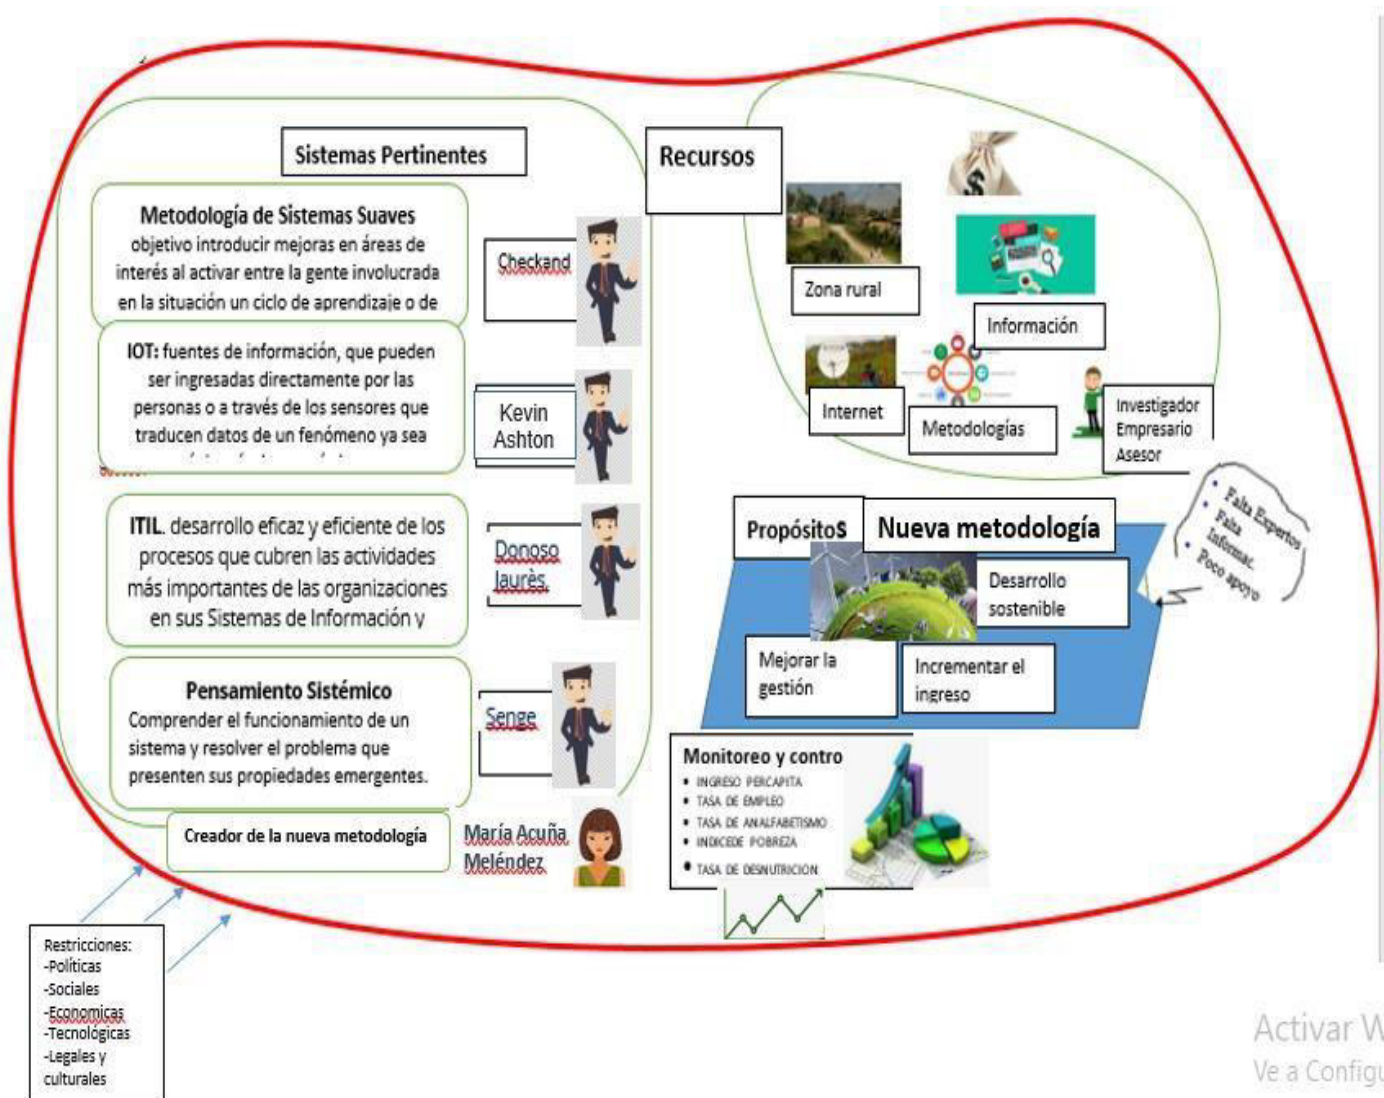 Sistemas Pertinentes
Metodología de Sistemas Suaves
objetivo introducir mejoras en áreas de
interés al activar entre la gente involucrada
en la situación un ciclo de aprendizaje o de
Checkand
IOT: fuentes de información, que pueden
ser ingresadas directamente por las
personas o a través de los sensores que
traducen datos de un fenómeno ya sea
Kevin
Ashton
ITIL. desarrollo eficaz y eficiente de los
procesos que cubren las actividades
más importantes de las organizaciones
en sus Sistemas de Información y
Donoso
Jaurès.
Pensamiento Sistémico
Comprender el funcionamiento de un
sistema y resolver el problema que
presenten sus propiedades emergentes.
Senge
Creador de la nueva metodología
María Acuña
Meléndez
Recursos
Zona rural
Información
Internet
Metodologías
Investigador
Empresario
Asesor
• Falta Expertos
• Falta
Informac.
• Poco apoyo
Propósitos
Nueva metodología
Desarrollo
sostenible
Mejorar la
gestión
Incrementar el
ingreso
Monitoreo y contro
• INGRESO PERCAPITA
• TASA DE EMPLEO
• TASA DE ANALFABETISMO
• INDICEDE POBREZA
• TASA DE DESNUTRICION
Restricciones:
-Políticas
-Sociales
-Economicas
-Tecnológicas
-Legales y
culturales
Activar W
Ve a Configu